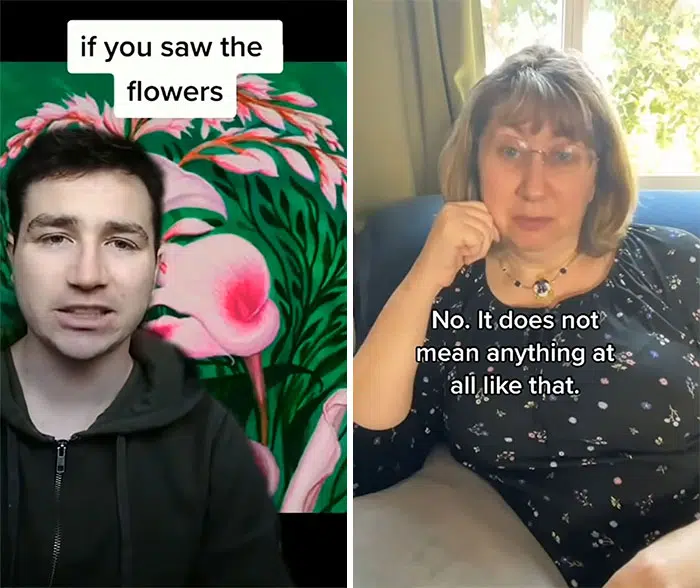 if you saw the
flowers
No. It does not
mean anything at
all like that.